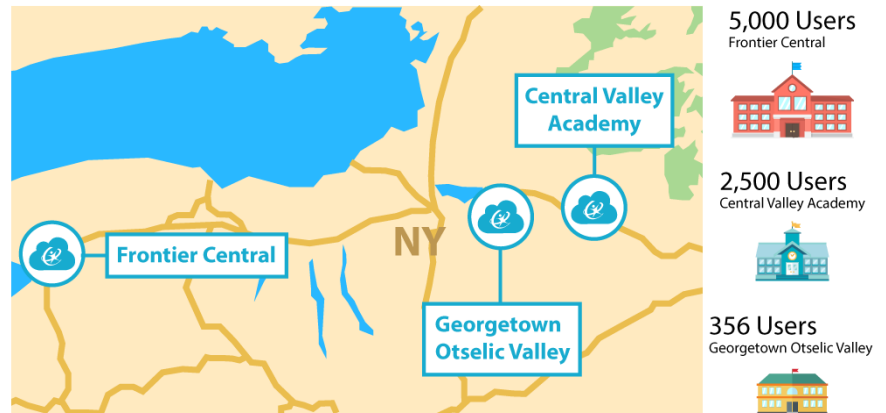 Central Valley
Academy
Frontier Central
NY
Georgetown
Otselic Valley
5,000 Users
Frontier Central
2,500 Users
Central Valley Academy
356 Users
Georgetown Otselic Valley